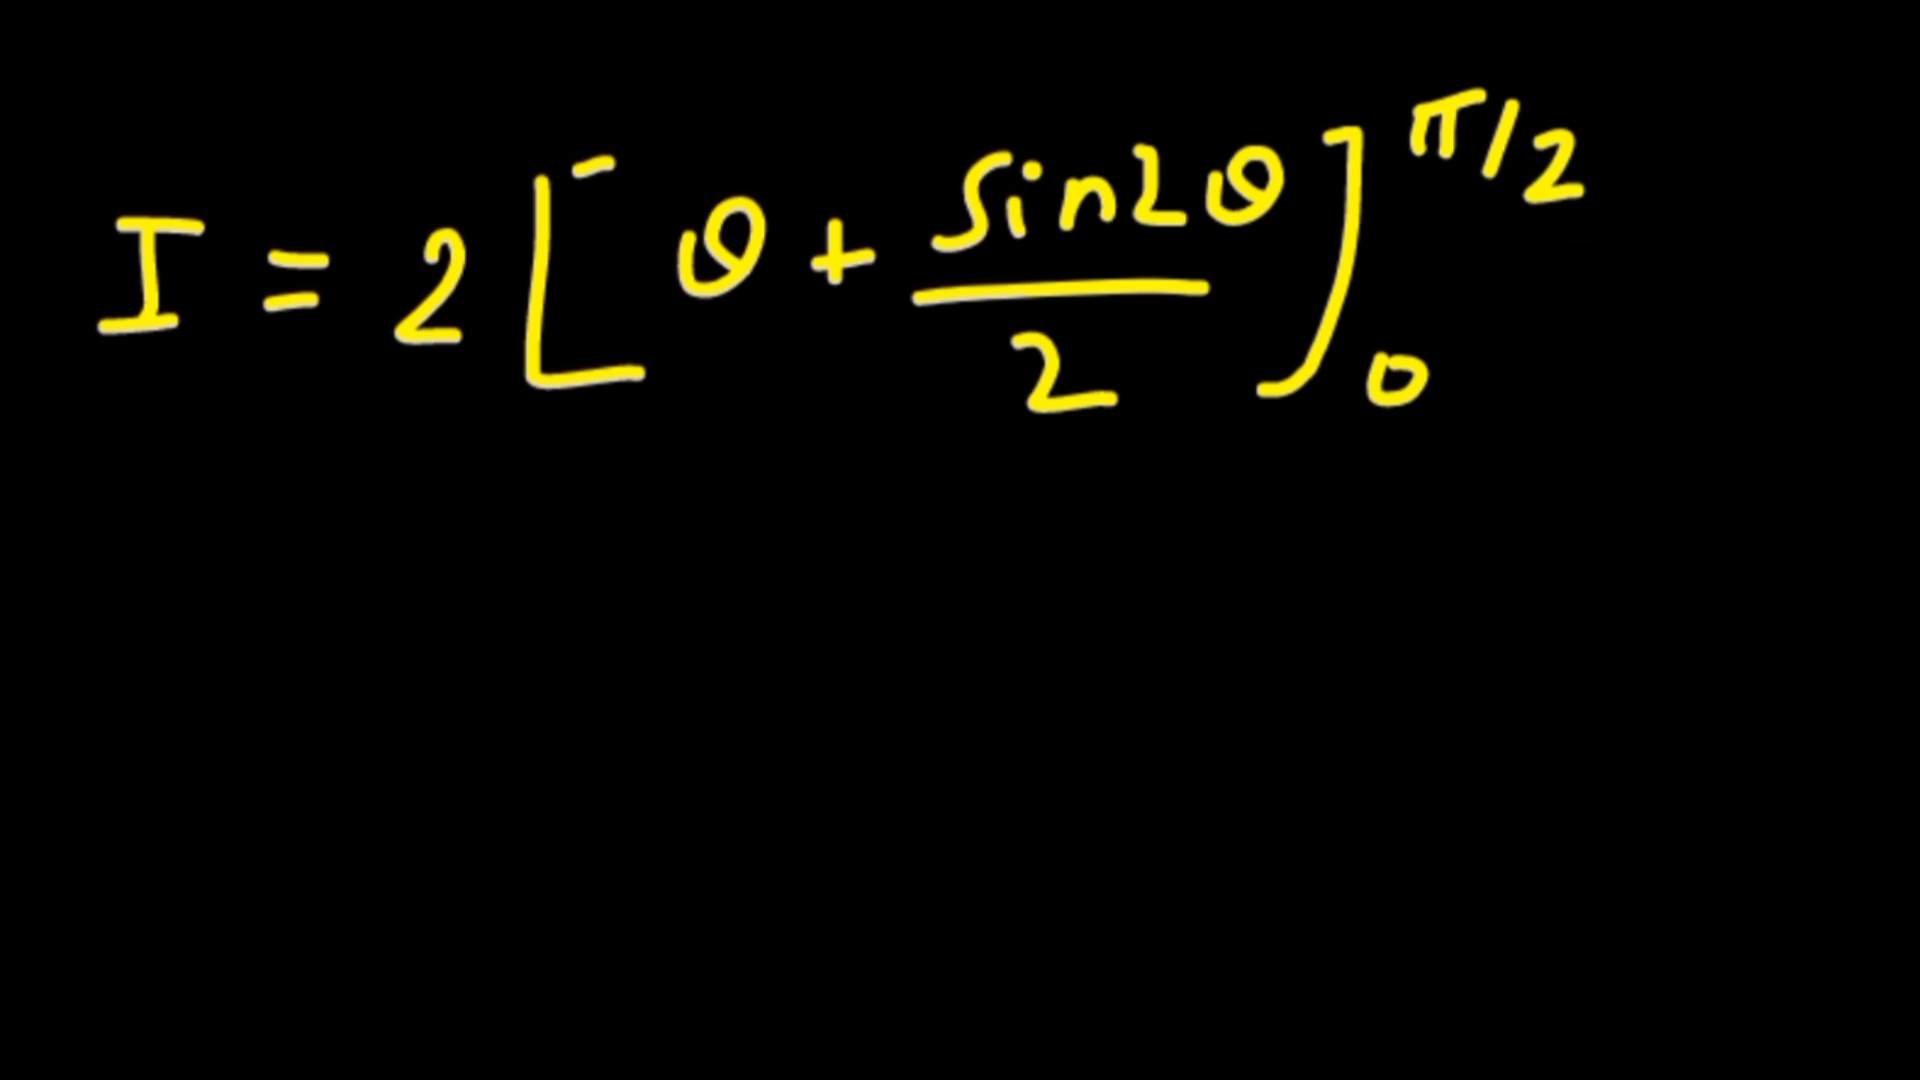 I = 2 [ θ + sin2θ/2 ]₀^π/2